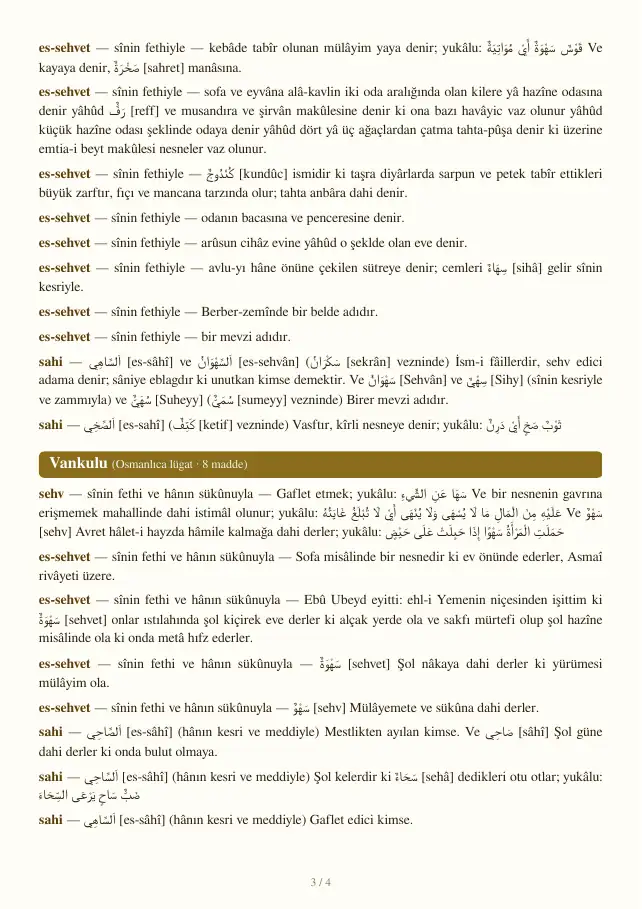 es-sehvet — sînin fethiyle — kebâde tabîr olunan mülâyim yaya denir; yukâlu: قَوْسٌ سَهْوَةٌ أَيْ مُوَاتِيَةٌ Ve
kayaya denir, صَخْرَةٌ [sahret] manâsına.
es-sehvet — sînin fethiyle — sofa ve eyvâna alâ-kavlin iki oda aralığında olan kilere yâ hazîne odasına
denir yâhûd رَفٌّ [reff] ve musandıra ve şirvân makûlesine denir ki ona bazı havâyic vaz olunur yâhûd
küçük hazîne odası şeklinde odaya denir yâhûd dört yâ üç ağaçlardan çatma tahta-pûşa denir ki üzerine
emtia-i beyt makûlesi nesneler vaz olunur.
es-sehvet — sînin fethiyle — كُنْدُوجٌ [kundûc] ismidir ki taşra diyârlarda sarpun ve petek tabîr ettikleri
büyük zarftır, fıçı ve mancana tarzında olur; tahta anbâra dahi denir.
es-sehvet — sînin fethiyle — odanın bacasına ve penceresine denir.
es-sehvet — sînin fethiyle — arûsun cihâz evine yâhûd o şeklde olan eve denir.
es-sehvet — sînin fethiyle — avlu-yı hâne önüne çekilen sütreye denir; cemleri سِهَاءٌ [sihâ] gelir sînin
kesriyle.
es-sehvet — sînin fethiyle — Berber-zemînde bir belde adıdır.
es-sehvet — sînin fethiyle — bir mevzi adıdır.
sahi — اَلسَّاهِي [es-sâhî] ve اَلسَّهْوَانُ [es-sehvân] (سَكْرَانُ [sekrân] vezninde) İsm-i fâillerdir, sehv edici
adama denir; sâniye eblagdır ki unutkan kimse demektir. Ve سَهْوَانُ [Sehvân] ve سِهْيٌ [Sihy] (sînin kesriyle
ve zammıyla) ve سُهَيٌّ [Suheyy] (سُمَيٌّ [sumeyy] vezninde) Birer mevzi adıdır.
sahi — اَلصَّخِي [es-sahî] (كَتِفٌ [ketif] vezninde) Vasftır, kîrli nesneye denir; yukâlu: ثَوْبٌ صَخٍ أَيْ دَرِنٌ
Vankulu (Osmanlıca lügat · 8 madde)
sehv — sînin fethi ve hânın sükûnuyla — Gaflet etmek; yukâlu: سَهَا عَنِ الشَّيْءِ Ve bir nesnenin gavrına
erişmemek mahallinde dahi istimâl olunur; yukâlu: عَلَيْهِ مِنَ الْمَالِ مَا لَا يُسْهَى وَلَا يُنْهَى أَيْ لَا تُبْلَغُ غَايَتُهُ Ve سَهْوٌ
[sehv] Avret hâlet-i hayzda hâmile kalmağa dahi derler; yukâlu: حَمَلَتِ الْمَرْأَةُ سَهْوًا إِذَا حَبِلَتْ عَلَى حَيْضٍ
es-sehvet — sînin fethi ve hânın sükûnuyla — Sofa misâlinde bir nesnedir ki ev önünde ederler, Asmaî
rivâyeti üzere.
es-sehvet — sînin fethi ve hânın sükûnuyla — Ebû Ubeyd eyitti: ehl-i Yemenin niçesinden işittim ki
سَهْوَةٌ [sehvet] onlar ıstılahında şol kiçirek eve derler ki alçak yerde ola ve sakfı mürtefi olup şol hazîne
misâlinde ola ki onda metâ hıfz ederler.
es-sehvet — sînin fethi ve hânın sükûnuyla — سَهْوَةٌ [sehvet] Şol nâkaya dahi derler ki yürümesi
mülâyim ola.
es-sehvet — sînin fethi ve hânın sükûnuyla — سَهْوٌ [sehv] Mülâyemete ve sükûna dahi derler.
sahi — اَلصَّاحِي [es-sâhî] (hânın kesri ve meddiyle) Mestlikten ayılan kimse. Ve صَاحِي [sâhî] Şol güne
dahi derler ki onda bulut olmaya.
sahi — اَلسَّاحِي [es-sâhî] (hânın kesri ve meddiyle) Şol kelerdir ki سَحَاءٌ [sehâ] dedikleri otu otlar; yukâlu:
ضَبٌّ سَاحٍ يَرْعَى السِّحَاءَ
sahi — اَلسَّاهِي [es-sâhî] (hânın kesri ve meddiyle) Gaflet edici kimse.
3 / 4